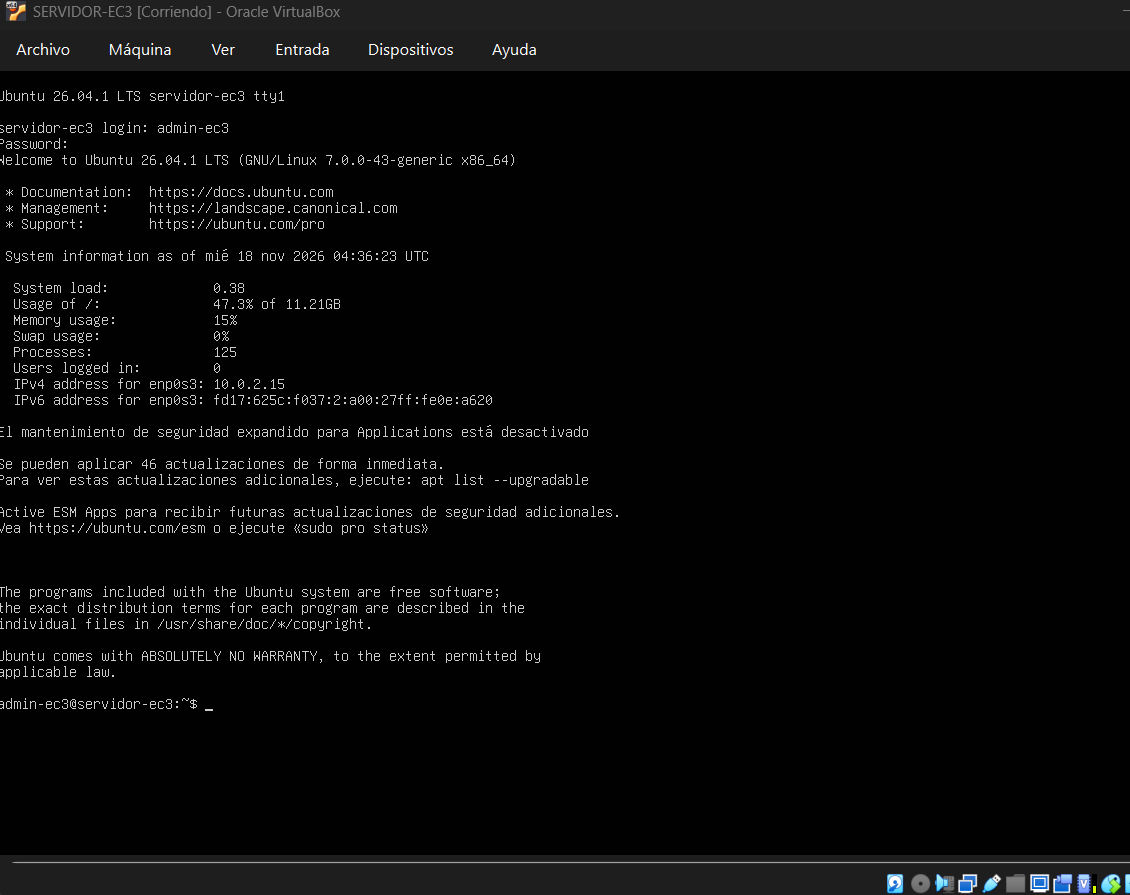 SERVIDOR-EC3 [Corriendo] - Oracle VirtualBox
Archivo Máquina Ver Entrada Dispositivos Ayuda
Ubuntu 26.04.1 LTS servidor-ec3 tty1
servidor-ec3 login: admin-ec3
Password:
Welcome to Ubuntu 26.04.1 LTS (GNU/Linux 7.0.0-43-generic x86_64)
* Documentation: https://docs.ubuntu.com
* Management: https://landscape.canonical.com
* Support: https://ubuntu.com/pro
System information as of mié 18 nov 2026 04:36:23 UTC
System load: 0.38
Usage of /: 47.3% of 11.21GB
Memory usage: 15%
Swap usage: 0%
Processes: 125
Users logged in: 0
IPv4 address for enp0s3: 10.0.2.15
IPv6 address for enp0s3: fd17:625c:f037:2:a00:27ff:fe0e:a620
El mantenimiento de seguridad expandido para Applications está desactivado
Se pueden aplicar 46 actualizaciones de forma inmediata.
Para ver estas actualizaciones adicionales, ejecute: apt list --upgradable
Active ESM Apps para recibir futuras actualizaciones de seguridad adicionales.
Vea https://ubuntu.com/esm o ejecute «sudo pro status»
The programs included with the Ubuntu system are free software;
the exact distribution terms for each program are described in the
individual files in /usr/share/doc/*/copyright.
Ubuntu comes with ABSOLUTELY NO WARRANTY, to the extent permitted by
applicable law.
admin-ec3@servidor-ec3:~$ _